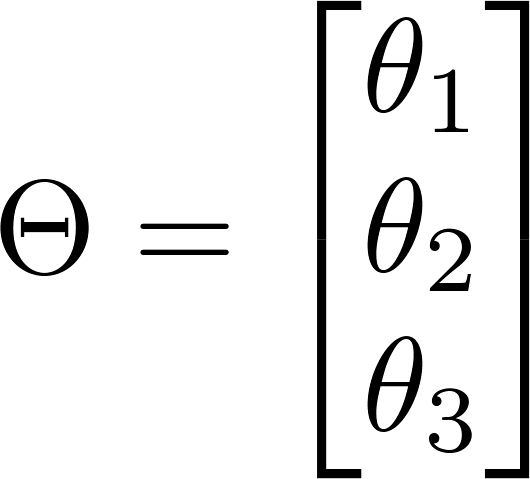 Θ = [θ₁
θ₂
θ₃]